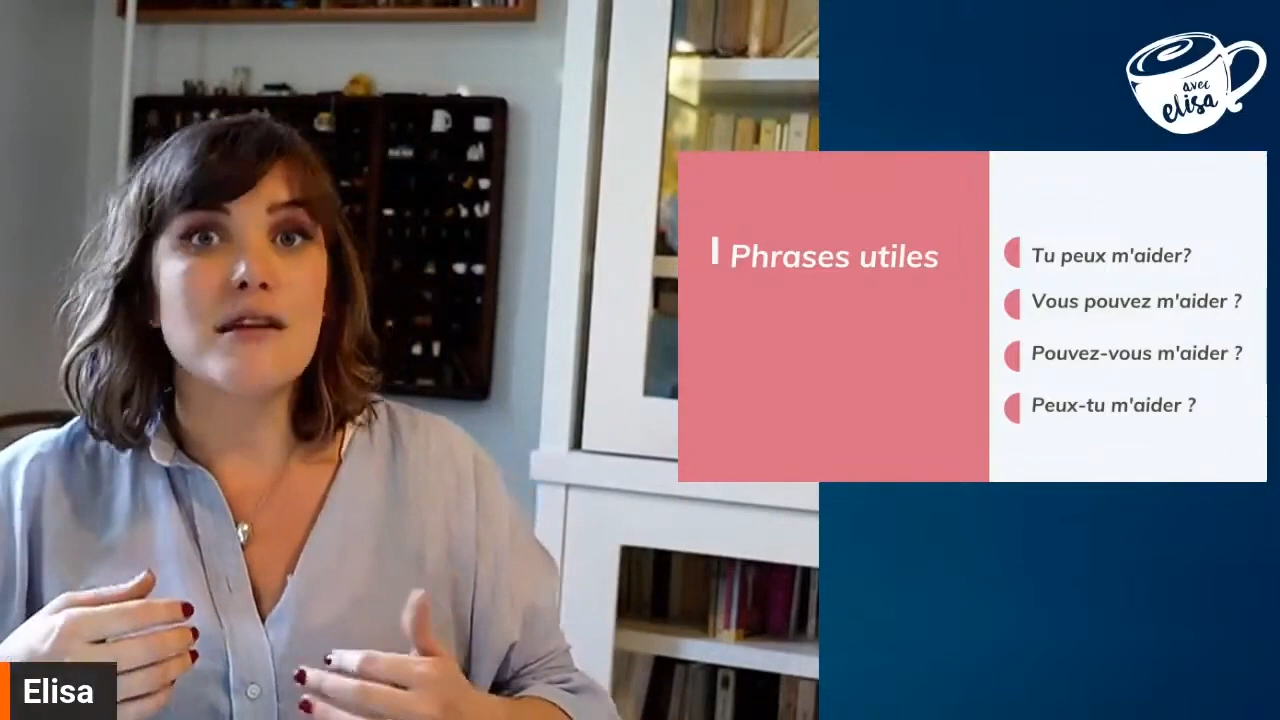 avec
elisa
Phrases utiles
Tu peux m'aider?
Vous pouvez m'aider ?
Pouvez-vous m'aider ?
Peux-tu m'aider ?
Elisa